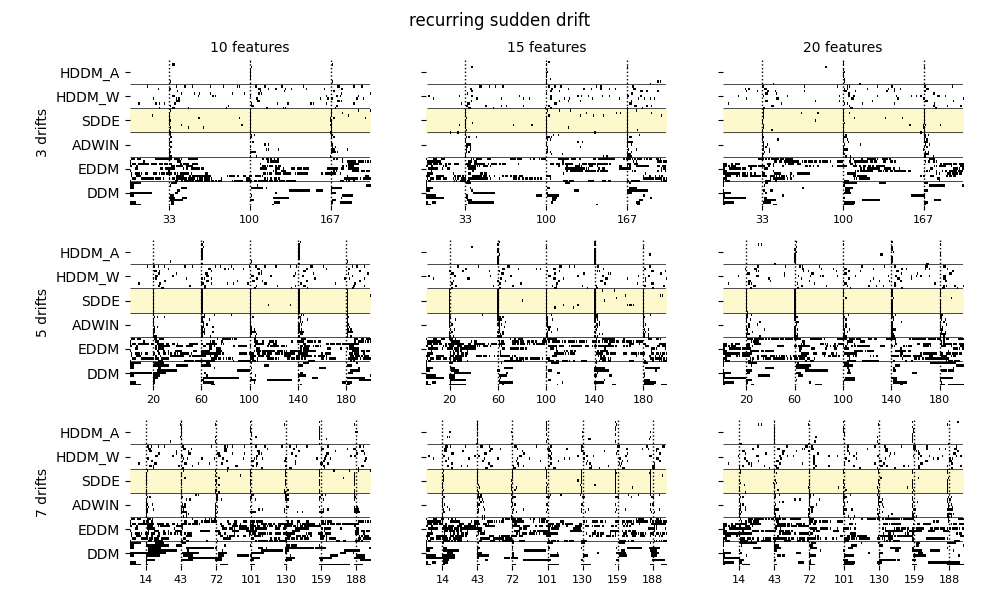 recurring sudden drift
10 features
15 features
20 features
3 drifts
HDDM_A
HDDM_W
SDDE
ADWIN
EDDM
DDM
33 100 167
33 100 167
33 100 167
5 drifts
HDDM_A
HDDM_W
SDDE
ADWIN
EDDM
DDM
20 60 100 140 180
20 60 100 140 180
20 60 100 140 180
7 drifts
HDDM_A
HDDM_W
SDDE
ADWIN
EDDM
DDM
14 43 72 101 130 159 188
14 43 72 101 130 159 188
14 43 72 101 130 159 188